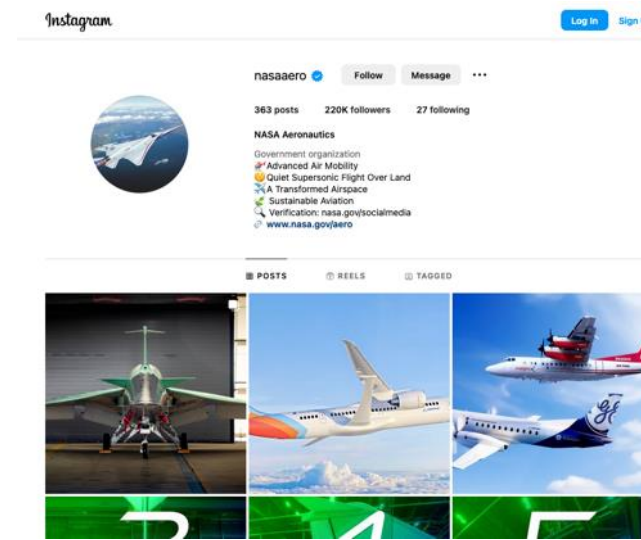 Instagram
Log In Sign
nasaaero Follow Message
363 posts 220K followers 27 following
NASA Aeronautics
Government organization
Advanced Air Mobility
Quiet Supersonic Flight Over Land
A Transformed Airspace
Sustainable Aviation
Verification: nasa.gov/socialmedia
www.nasa.gov/aero
POSTS REELS TAGGED